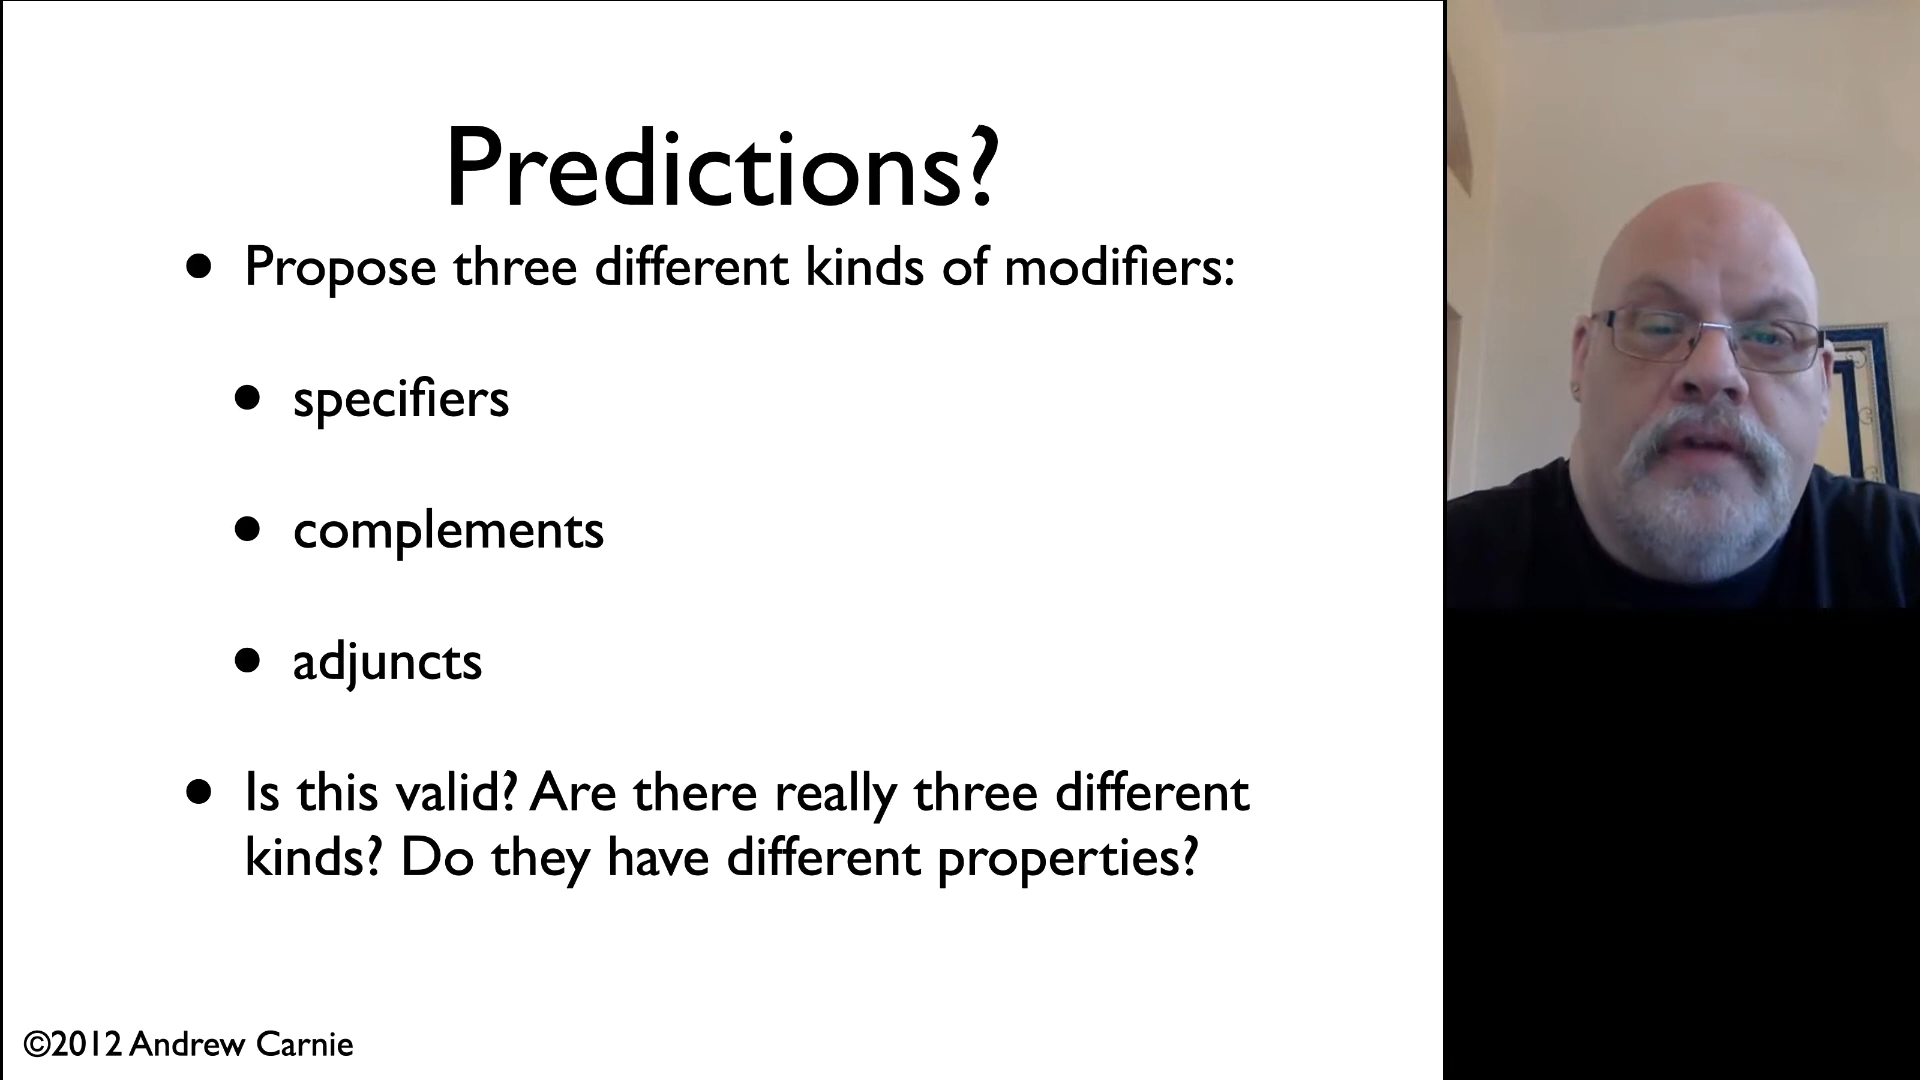 Predictions?
• Propose three different kinds of modifiers:
• specifiers
• complements
• adjuncts
• Is this valid? Are there really three different
kinds? Do they have different properties?
©2012 Andrew Carnie